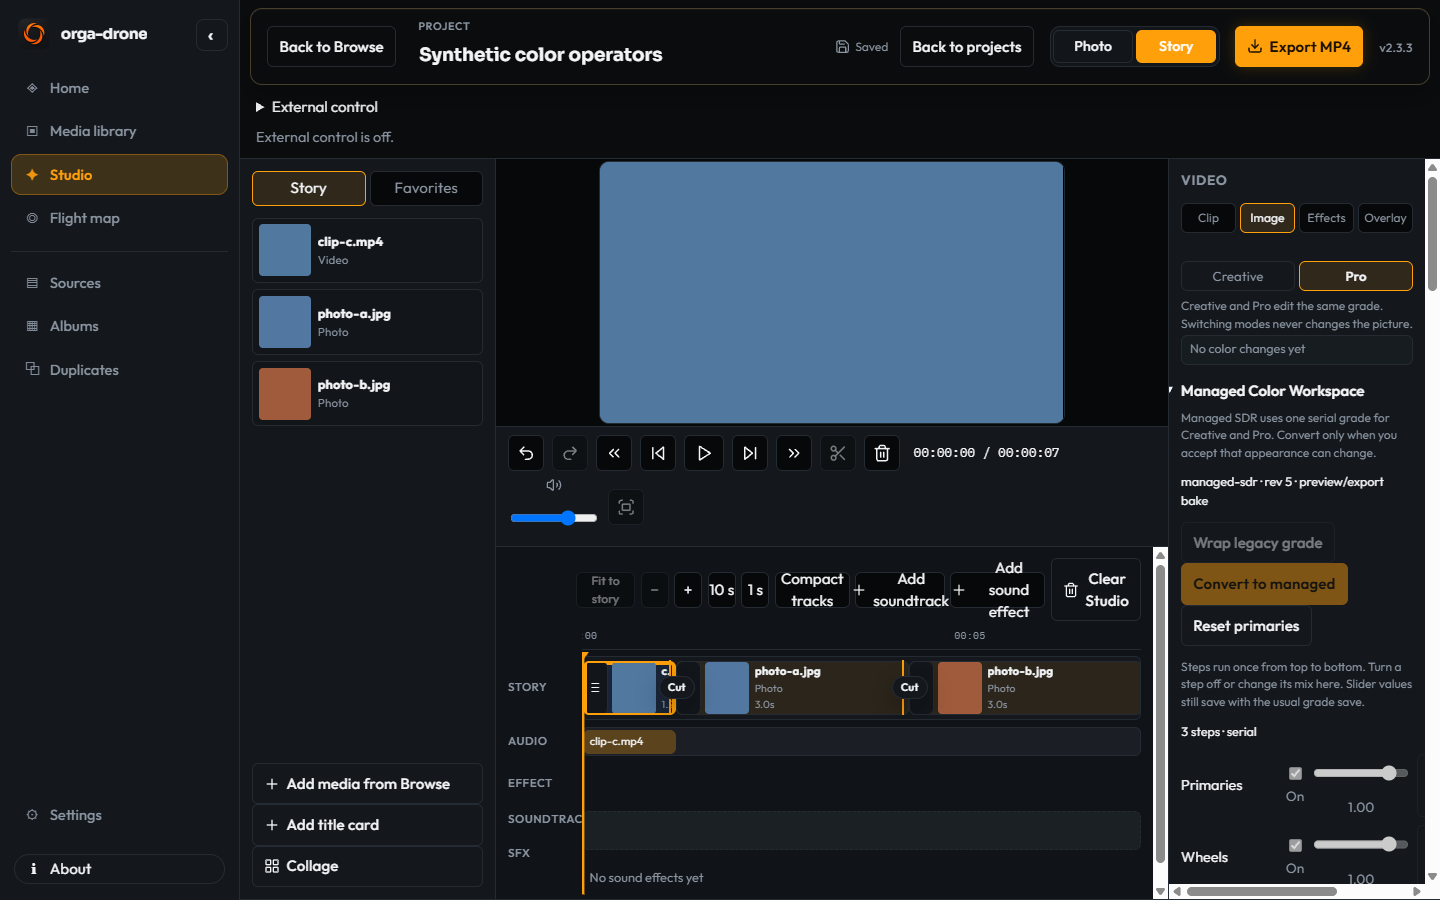 orga-drone
Home
Media library
Studio
Flight map
Sources
Albums
Duplicates
Settings
About
Back to Browse
PROJECT
Synthetic color operators
Saved
Back to projects
Photo
Story
Export MP4
v2.3.3
External control
External control is off.
Story
Favorites
clip-c.mp4
Video
photo-a.jpg
Photo
photo-b.jpg
Photo
Add media from Browse
Add title card
Collage
00:00:00 / 00:00:07
Fit to
story
10 s
1 s
Compact
tracks
Add
soundtrack
Add
sound
effect
Clear
Studio
00
00:05
STORY
c.
1.
Cut
photo-a.jpg
Photo
3.0s
Cut
photo-b.jpg
Photo
3.0s
AUDIO
clip-c.mp4
EFFECT
SOUNDTRAC
SFX
No sound effects yet
VIDEO
Clip
Image
Effects
Overlay
Creative
Pro
Creative and Pro edit the same grade.
Switching modes never changes the picture.
No color changes yet
Managed Color Workspace
Managed SDR uses one serial grade for
Creative and Pro. Convert only when you
accept that appearance can change.
managed-sdr · rev 5 · preview/export
bake
Wrap legacy grade
Convert to managed
Reset primaries
Steps run once from top to bottom. Turn a
step off or change its mix here. Slider values
still save with the usual grade save.
3 steps · serial
Primaries
On
1.00
Wheels
On
1.00